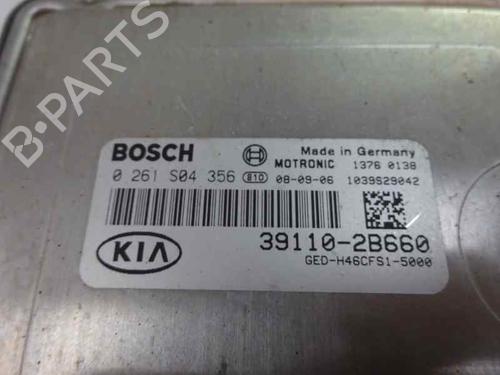 B-PARTS
BOSCH Made in Germany
MOTRONIC 1376 0138
0 261 S04 356 810 08-09-06 1039S29042
KIA 39110-2B660
GED-H46CFS1-5000